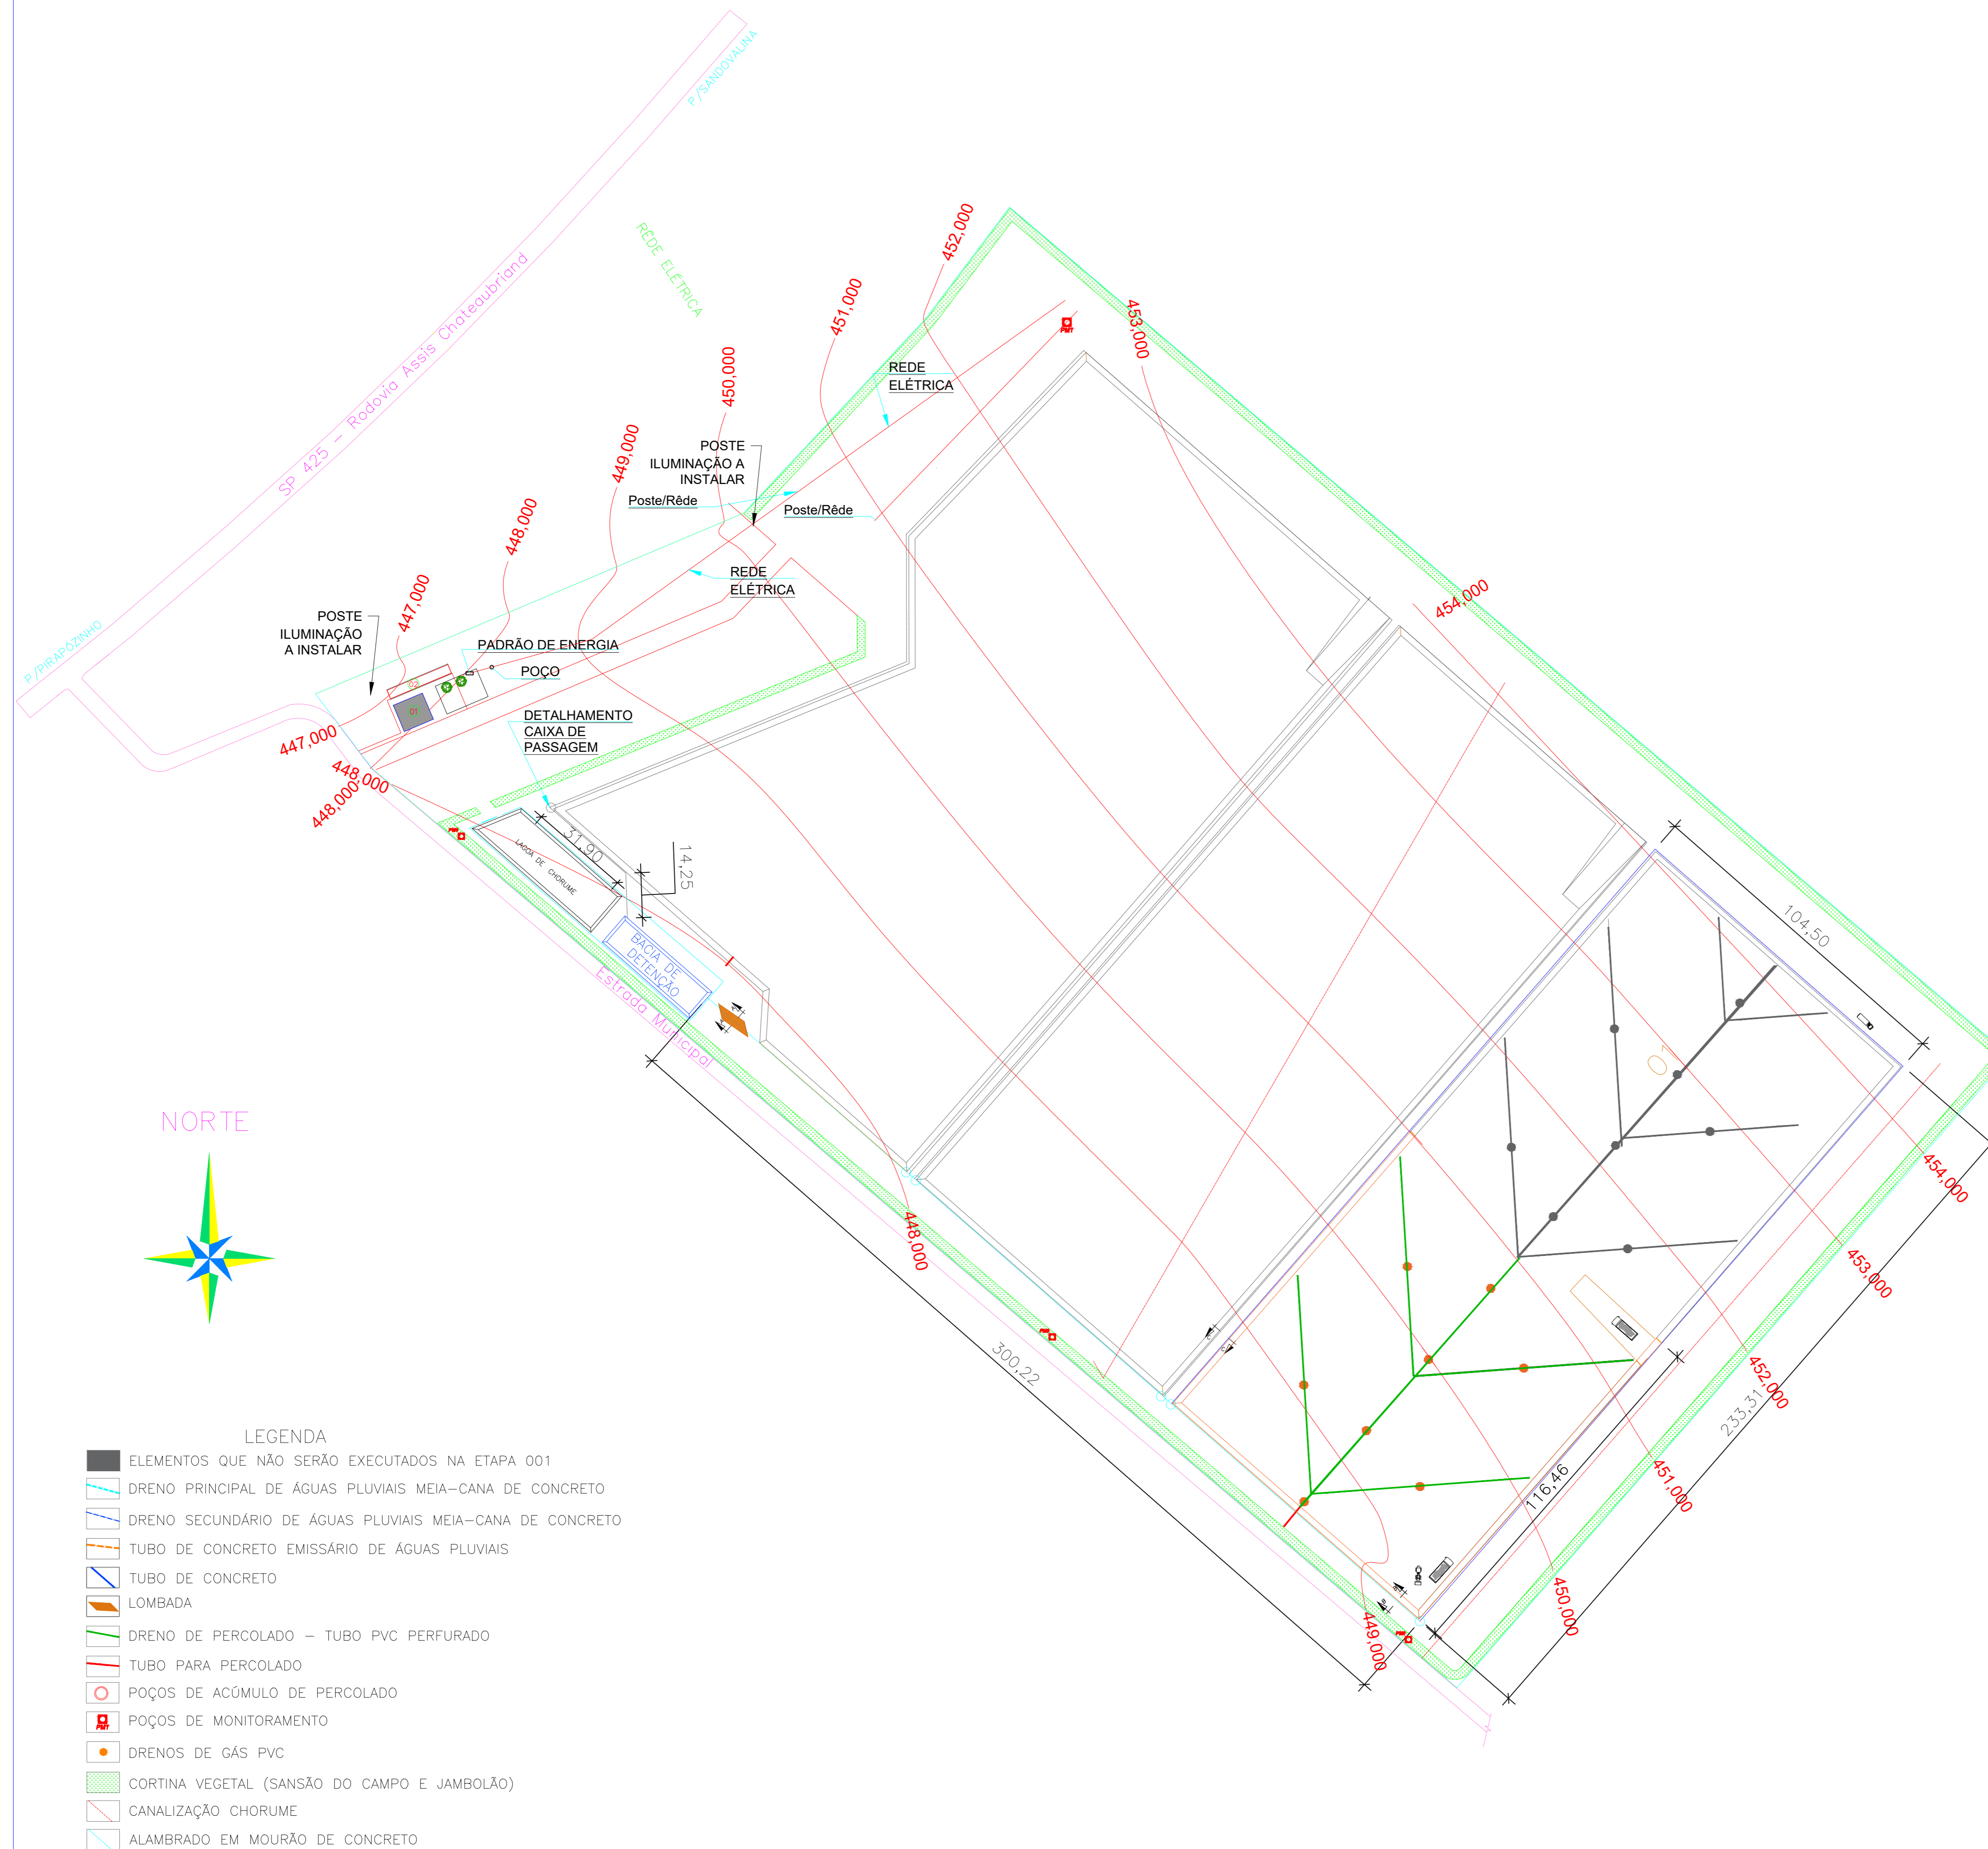 P/SANDOVALINA
SP 425 - Rodovia Assis Chateaubriand
P/PIRAPÓZINHO
RÊDE ELÉTRICA
452,000
451,000
453,000
450,000
449,000
448,000
447,000
454,000
REDE
ELÉTRICA
POSTE
ILUMINAÇÃO A
INSTALAR
Poste/Rêde
Poste/Rêde
REDE
ELÉTRICA
POSTE
ILUMINAÇÃO
A INSTALAR
PADRÃO DE ENERGIA
POÇO
02
01
447,000
448,000
448,000
DETALHAMENTO
CAIXA DE
PASSAGEM
31,90
14,25
LAGOA DE CHORUME
BACIA DE
DETENÇÃO
Estrada Municipal
PMT
104,50
454,000
453,000
452,000
451,000
450,000
449,000
448,000
300,22
233,31
116,46
NORTE
LEGENDA
ELEMENTOS QUE NÃO SERÃO EXECUTADOS NA ETAPA 001
DRENO PRINCIPAL DE ÁGUAS PLUVIAIS MEIA-CANA DE CONCRETO
DRENO SECUNDÁRIO DE ÁGUAS PLUVIAIS MEIA-CANA DE CONCRETO
TUBO DE CONCRETO EMISSÁRIO DE ÁGUAS PLUVIAIS
TUBO DE CONCRETO
LOMBADA
DRENO DE PERCOLADO - TUBO PVC PERFURADO
TUBO PARA PERCOLADO
POÇOS DE ACÚMULO DE PERCOLADO
PMT
POÇOS DE MONITORAMENTO
DRENOS DE GÁS PVC
CORTINA VEGETAL (SANSÃO DO CAMPO E JAMBOLÃO)
CANALIZAÇÃO CHORUME
ALAMBRADO EM MOURÃO DE CONCRETO